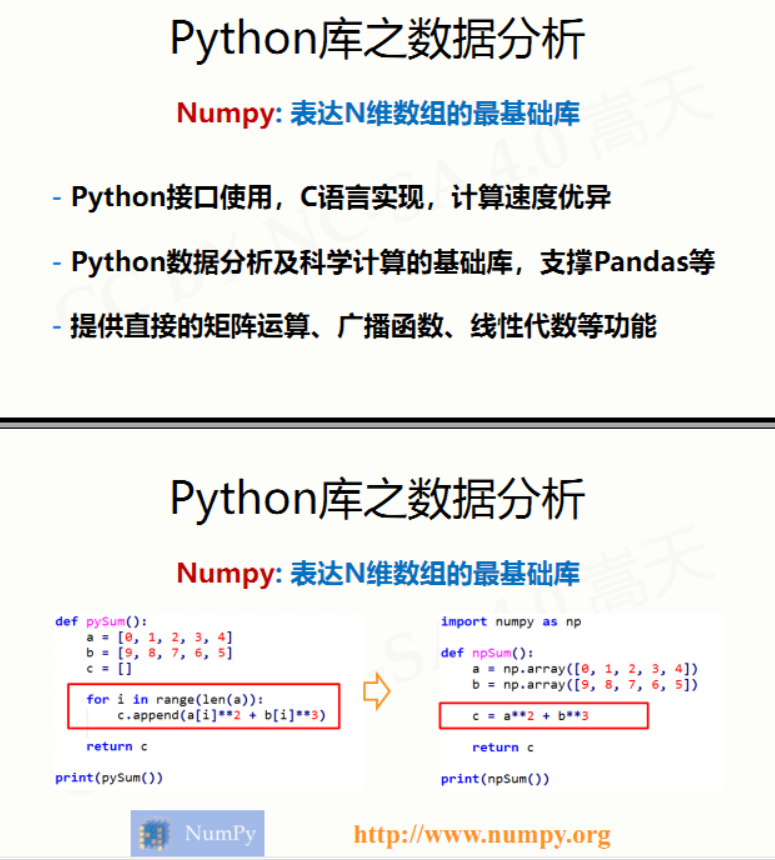 Python库之数据分析
Numpy: 表达N维数组的最基础库
- Python接口使用，C语言实现，计算速度优异
- Python数据分析及科学计算的基础库，支撑Pandas等
- 提供直接的矩阵运算、广播函数、线性代数等功能
CC BY NC-SA 4.0 嵩天
Python库之数据分析
Numpy: 表达N维数组的最基础库
def pySum():
    a = [0, 1, 2, 3, 4]
    b = [9, 8, 7, 6, 5]
    c = []
    for i in range(len(a)):
        c.append(a[i]**2 + b[i]**3)
    return c
print(pySum())
import numpy as np
def npSum():
    a = np.array([0, 1, 2, 3, 4])
    b = np.array([9, 8, 7, 6, 5])
    c = a**2 + b**3
    return c
print(npSum())
NumPy
http://www.numpy.org